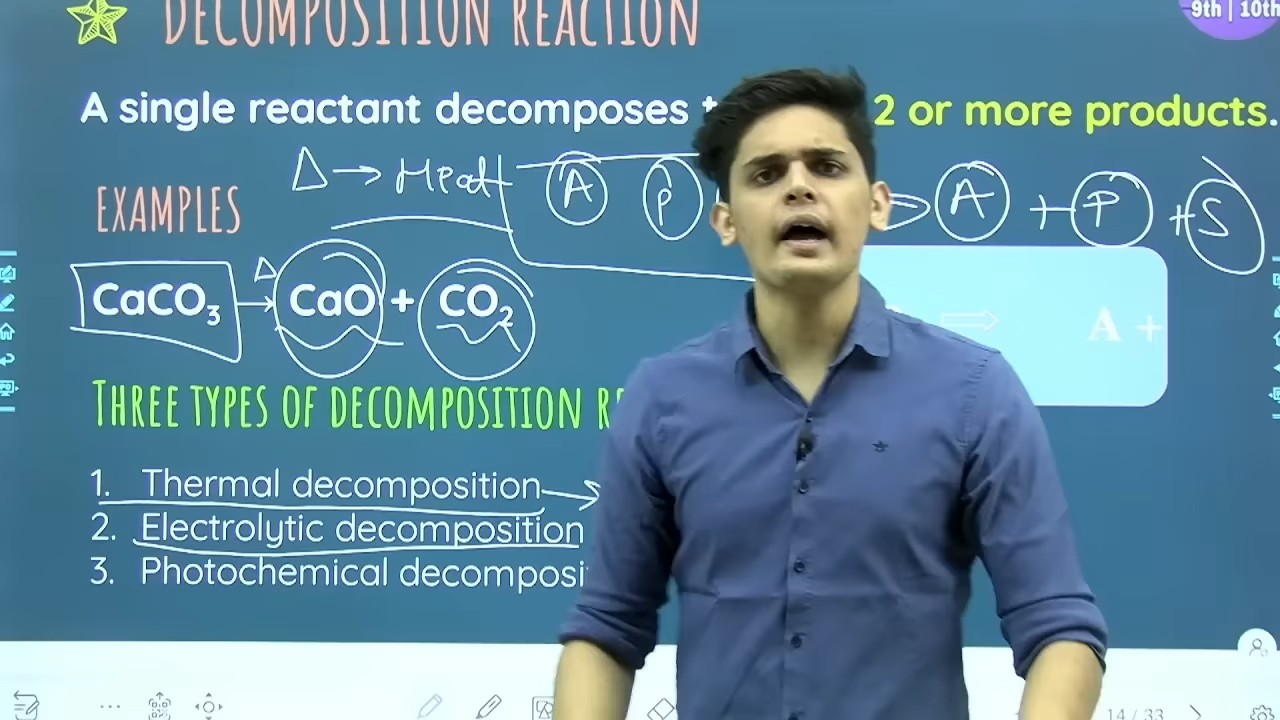 DECOMPOSITION REACTION
9th | 10th
A single reactant decomposes 2 or more products.
Δ → Heat A P A + P + S
EXAMPLES
CaCO₃ Δ→ CaO + CO₂
⇒ A +
THREE TYPES OF DECOMPOSITION
1. Thermal decomposition →
2. Electrolytic decomposition
3. Photochemical
14 / 33